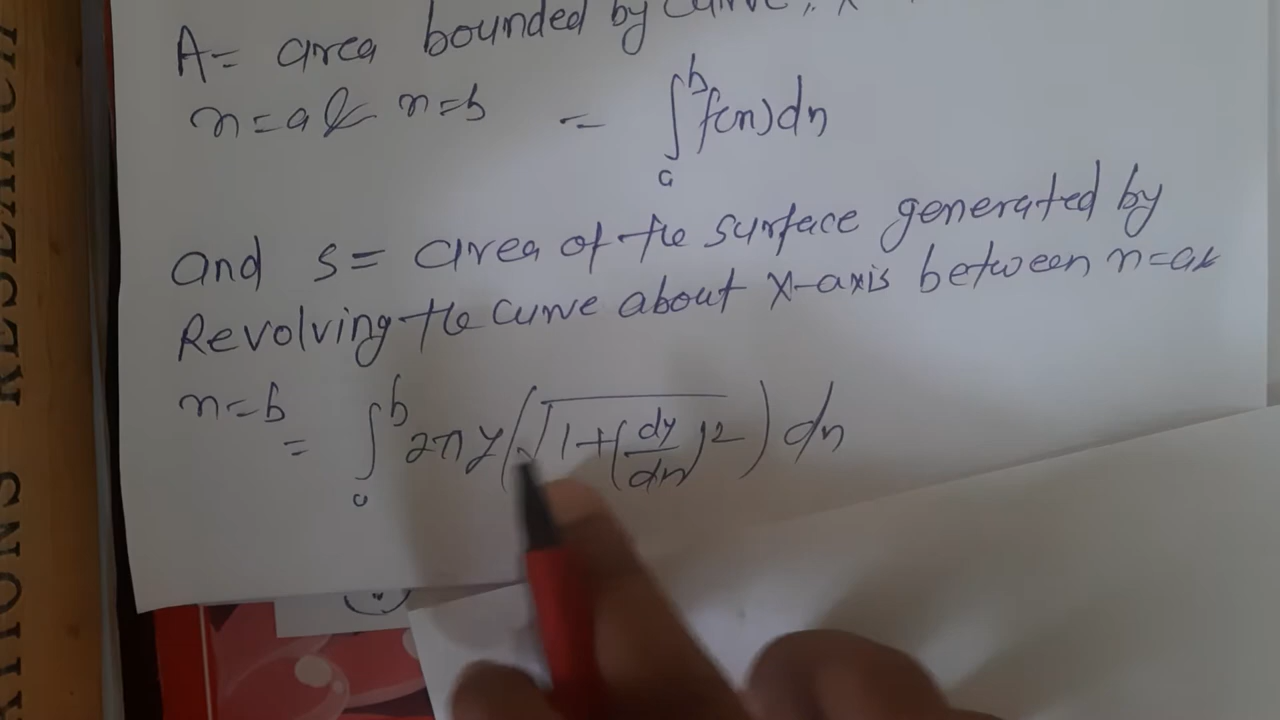 A= area bounded by curve, x
x=a & x=b = ∫ₐᵇ f(x)dx
and S= area of the surface generated by
Revolving the curve about X-axis between x=a &
x=b = ∫ₐᵇ 2πy(√1+(dy/dx)²)dx